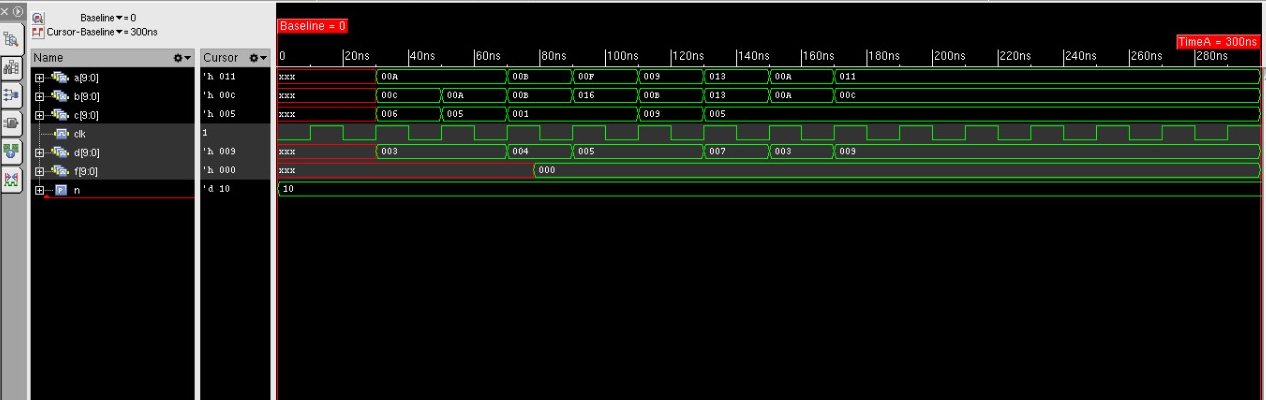 Baseline = 0
Cursor-Baseline = 300ns
Baseline = 0
TimeA = 300ns
Name Cursor 0 20ns 40ns 60ns 80ns 100ns 120ns 140ns 160ns 180ns 200ns 220ns 240ns 260ns 280ns
a[9:0] 'h 011 xxx 00A 00B 00F 009 013 00A 011
b[9:0] 'h 00c xxx 00c 00A 00B 016 00B 013 00A 00c
c[9:0] 'h 005 xxx 006 005 001 009 005
clk 1
d[9:0] 'h 009 xxx 003 004 005 007 003 009
f[9:0] 'h 000 xxx 000
P n 'd 10 10